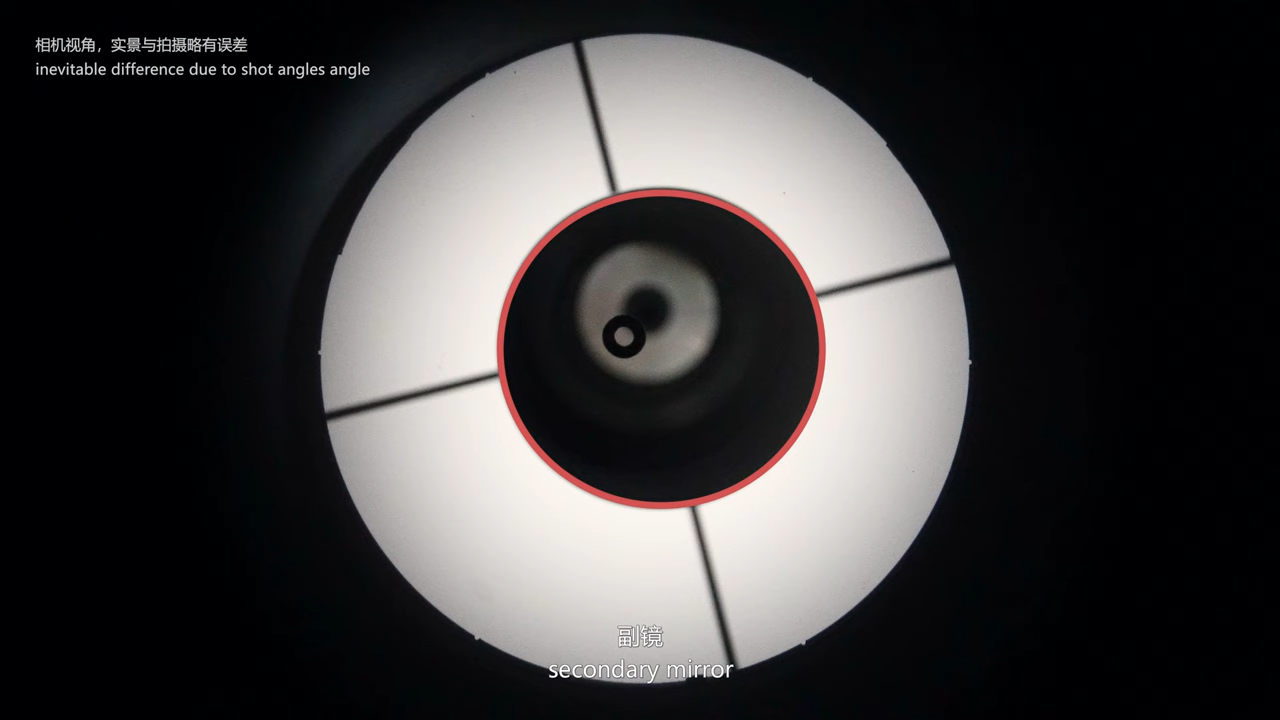 相机视角，实景与拍摄略有误差
inevitable difference due to shot angles angle
副镜
secondary mirror